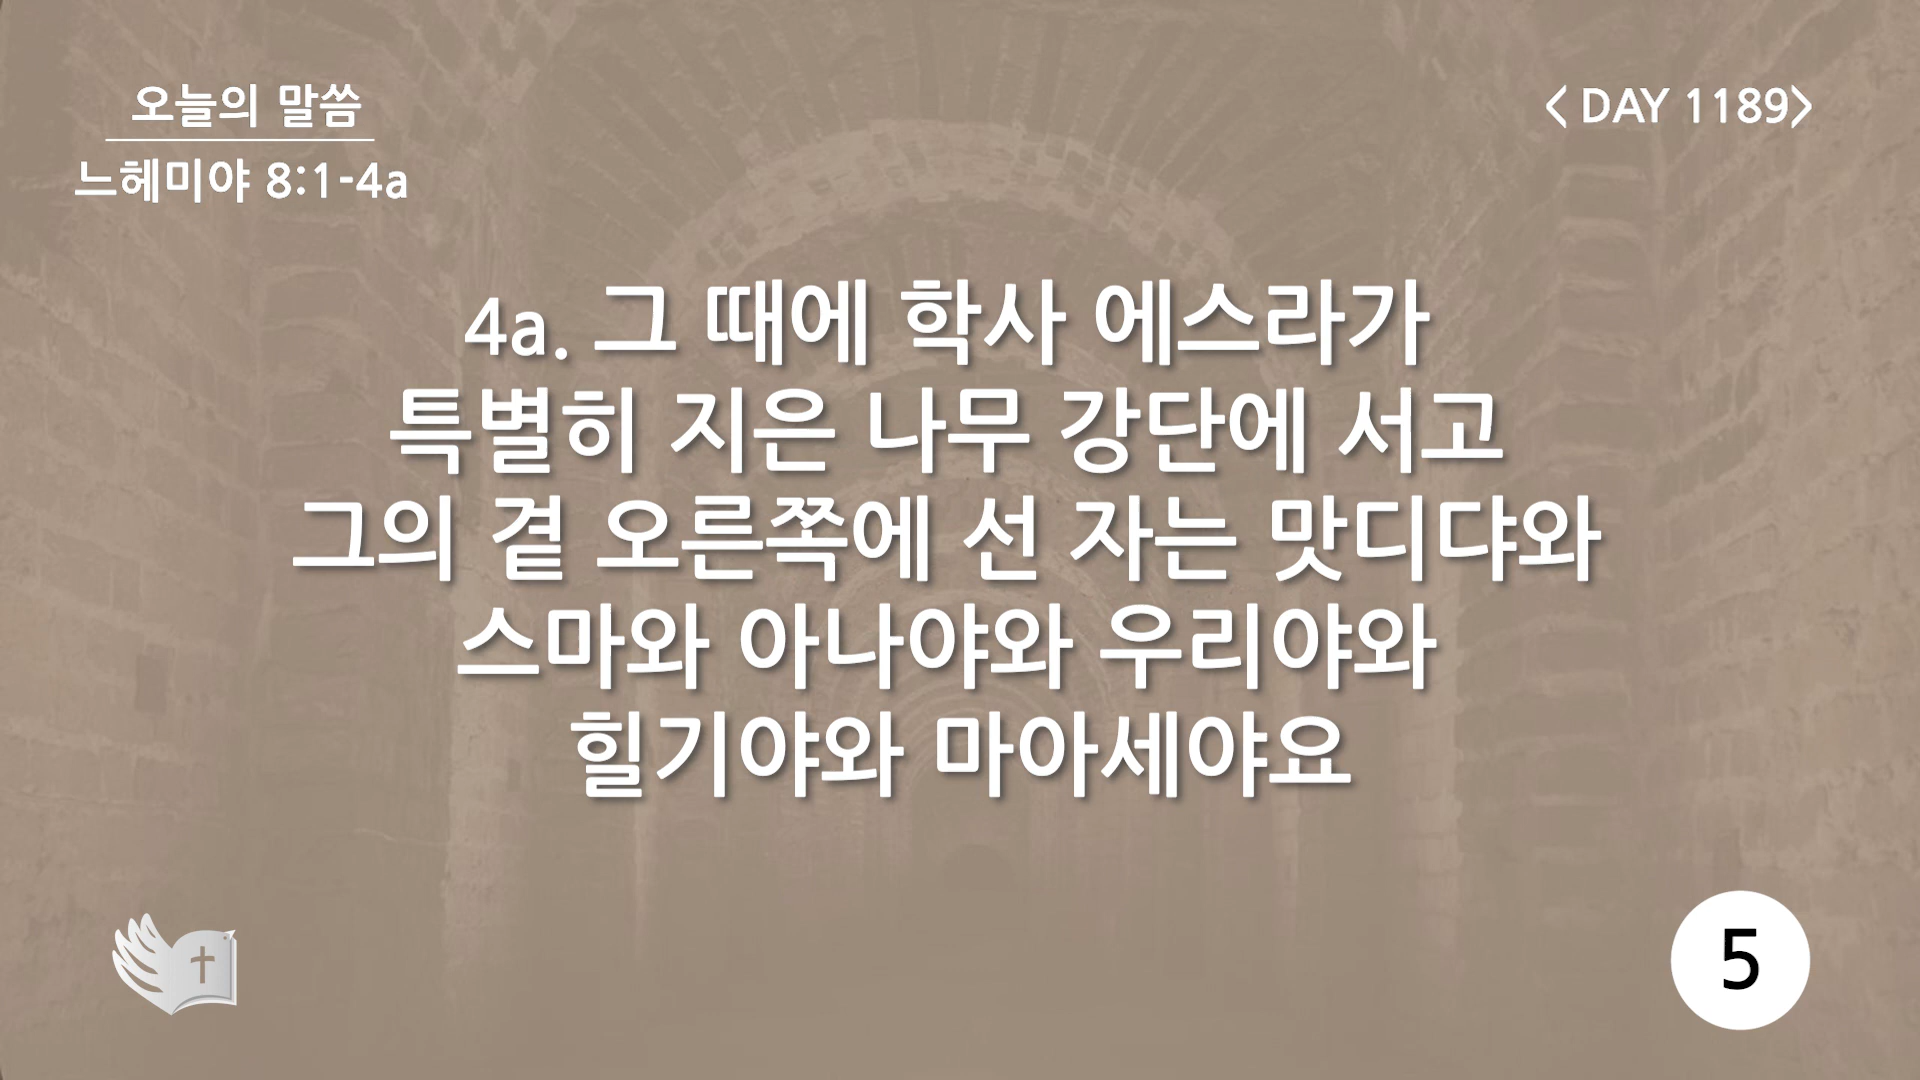 오늘의 말씀
느헤미야 8:1-4a
< DAY 1189>
4a. 그 때에 학사 에스라가
특별히 지은 나무 강단에 서고
그의 곁 오른쪽에 선 자는 맛디댜와
스마와 아나야와 우리야와
힐기야와 마아세야요
5